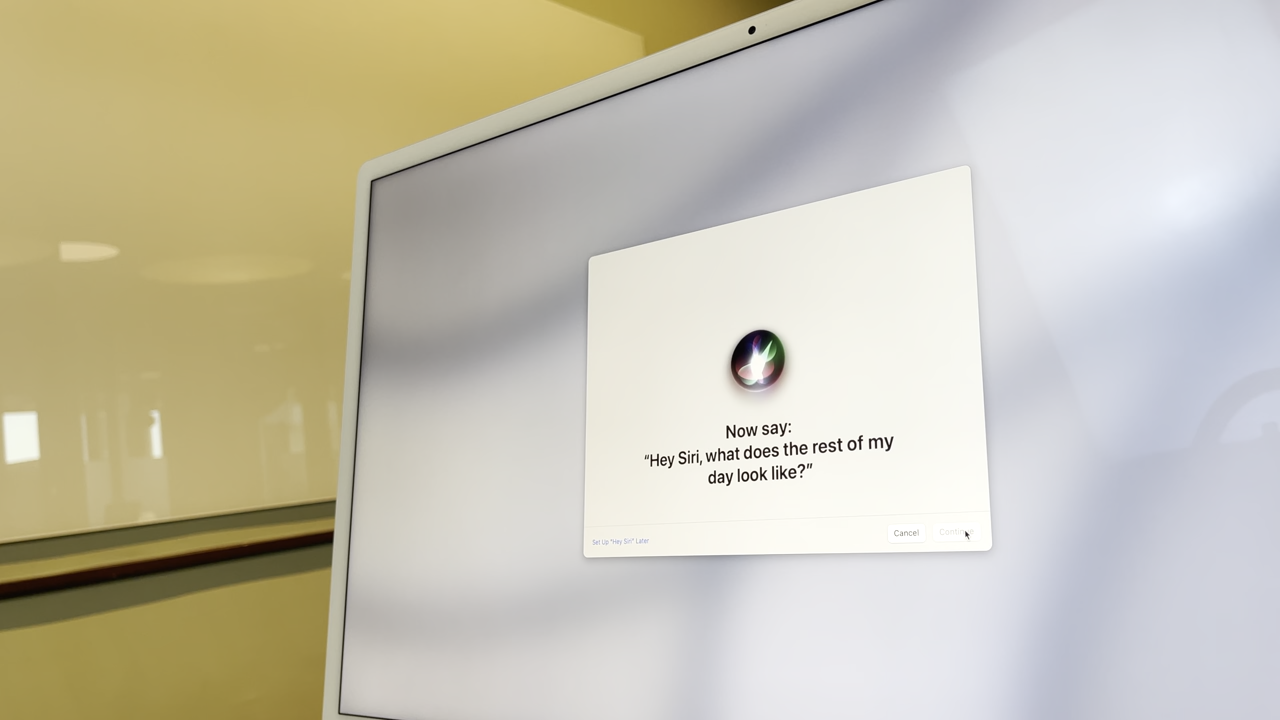 Now say:
“Hey Siri, what does the rest of my
day look like?”
Set Up “Hey Siri” Later
Cancel
Continue